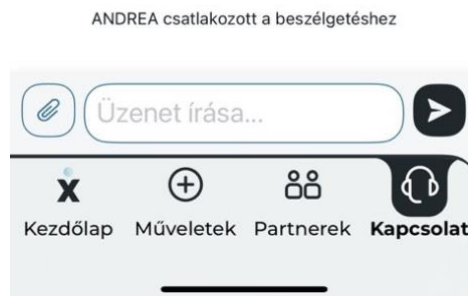 ANDREA csatlakozott a beszélgetéshez
Üzenet írása...
Kezdőlap Műveletek Partnerek Kapcsolat